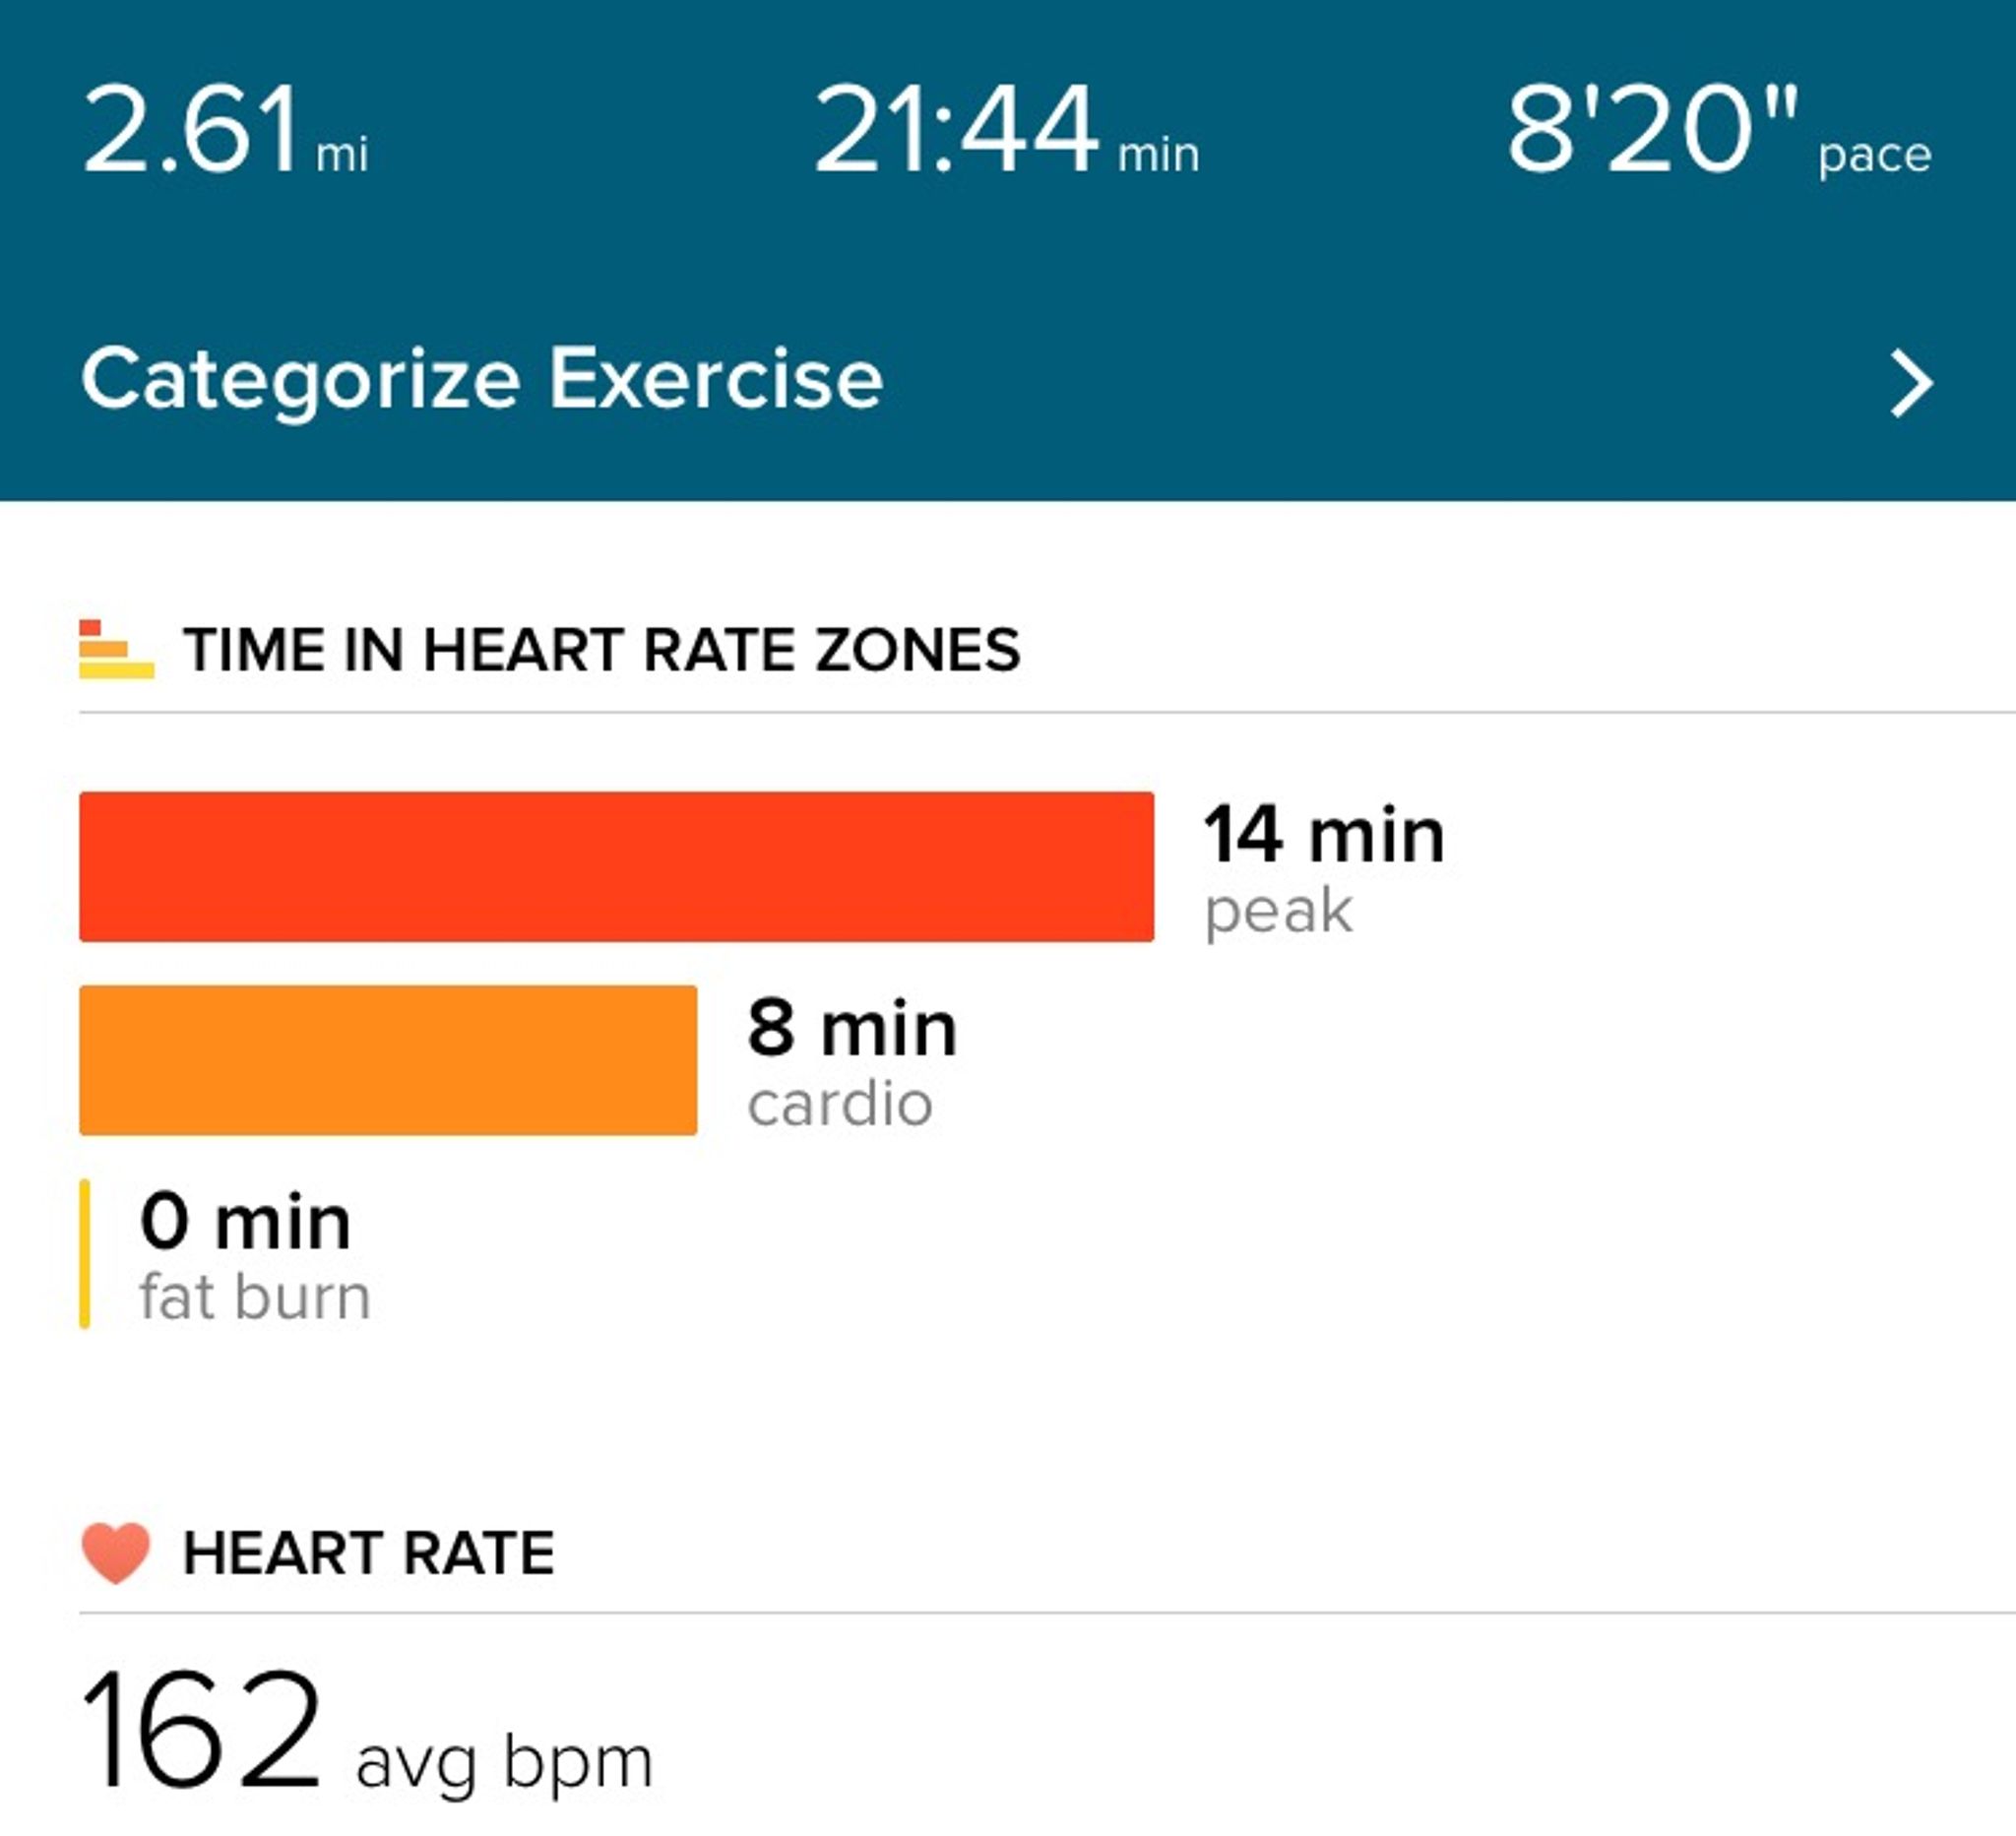 2.61 mi 21:44 min 8'20" pace
Categorize Exercise
TIME IN HEART RATE ZONES
14 min
peak
8 min
cardio
0 min
fat burn
HEART RATE
162 avg bpm